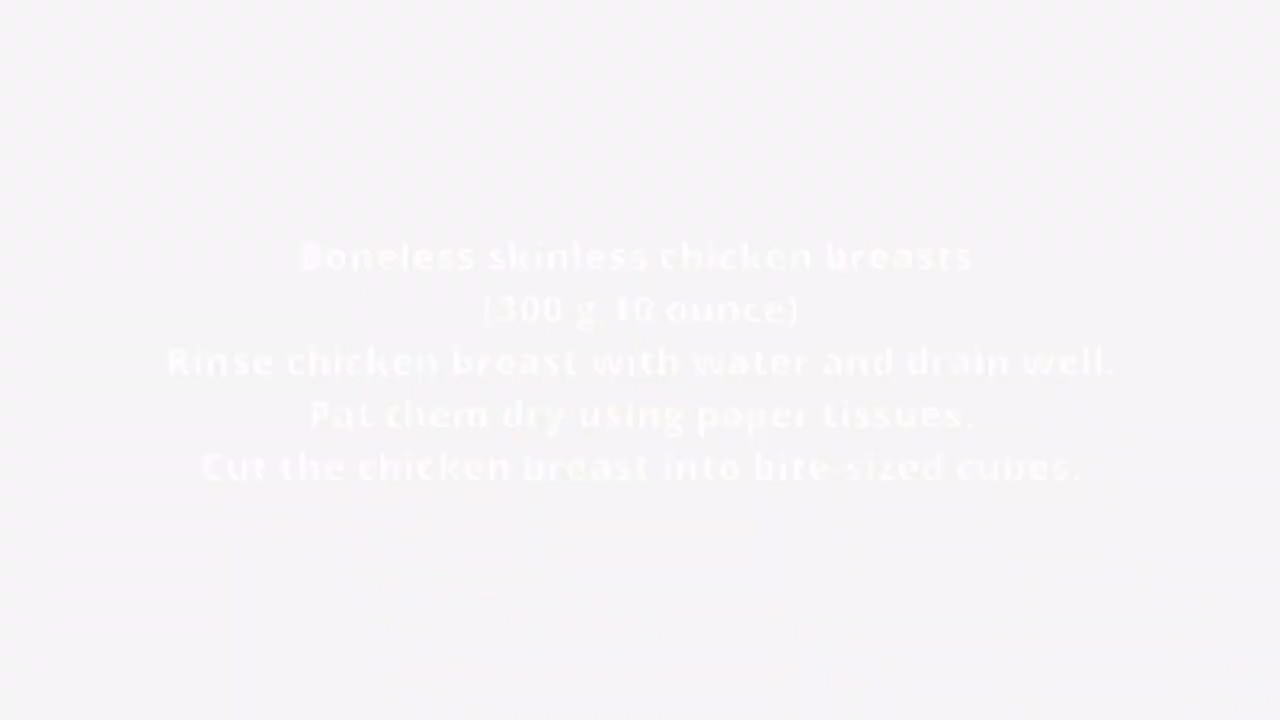 Boneless skinless chicken breasts
(300 g, 10 ounce)
Rinse chicken breast with water and drain well.
Pat them dry using paper tissues.
Cut the chicken breast into bite-sized cubes.